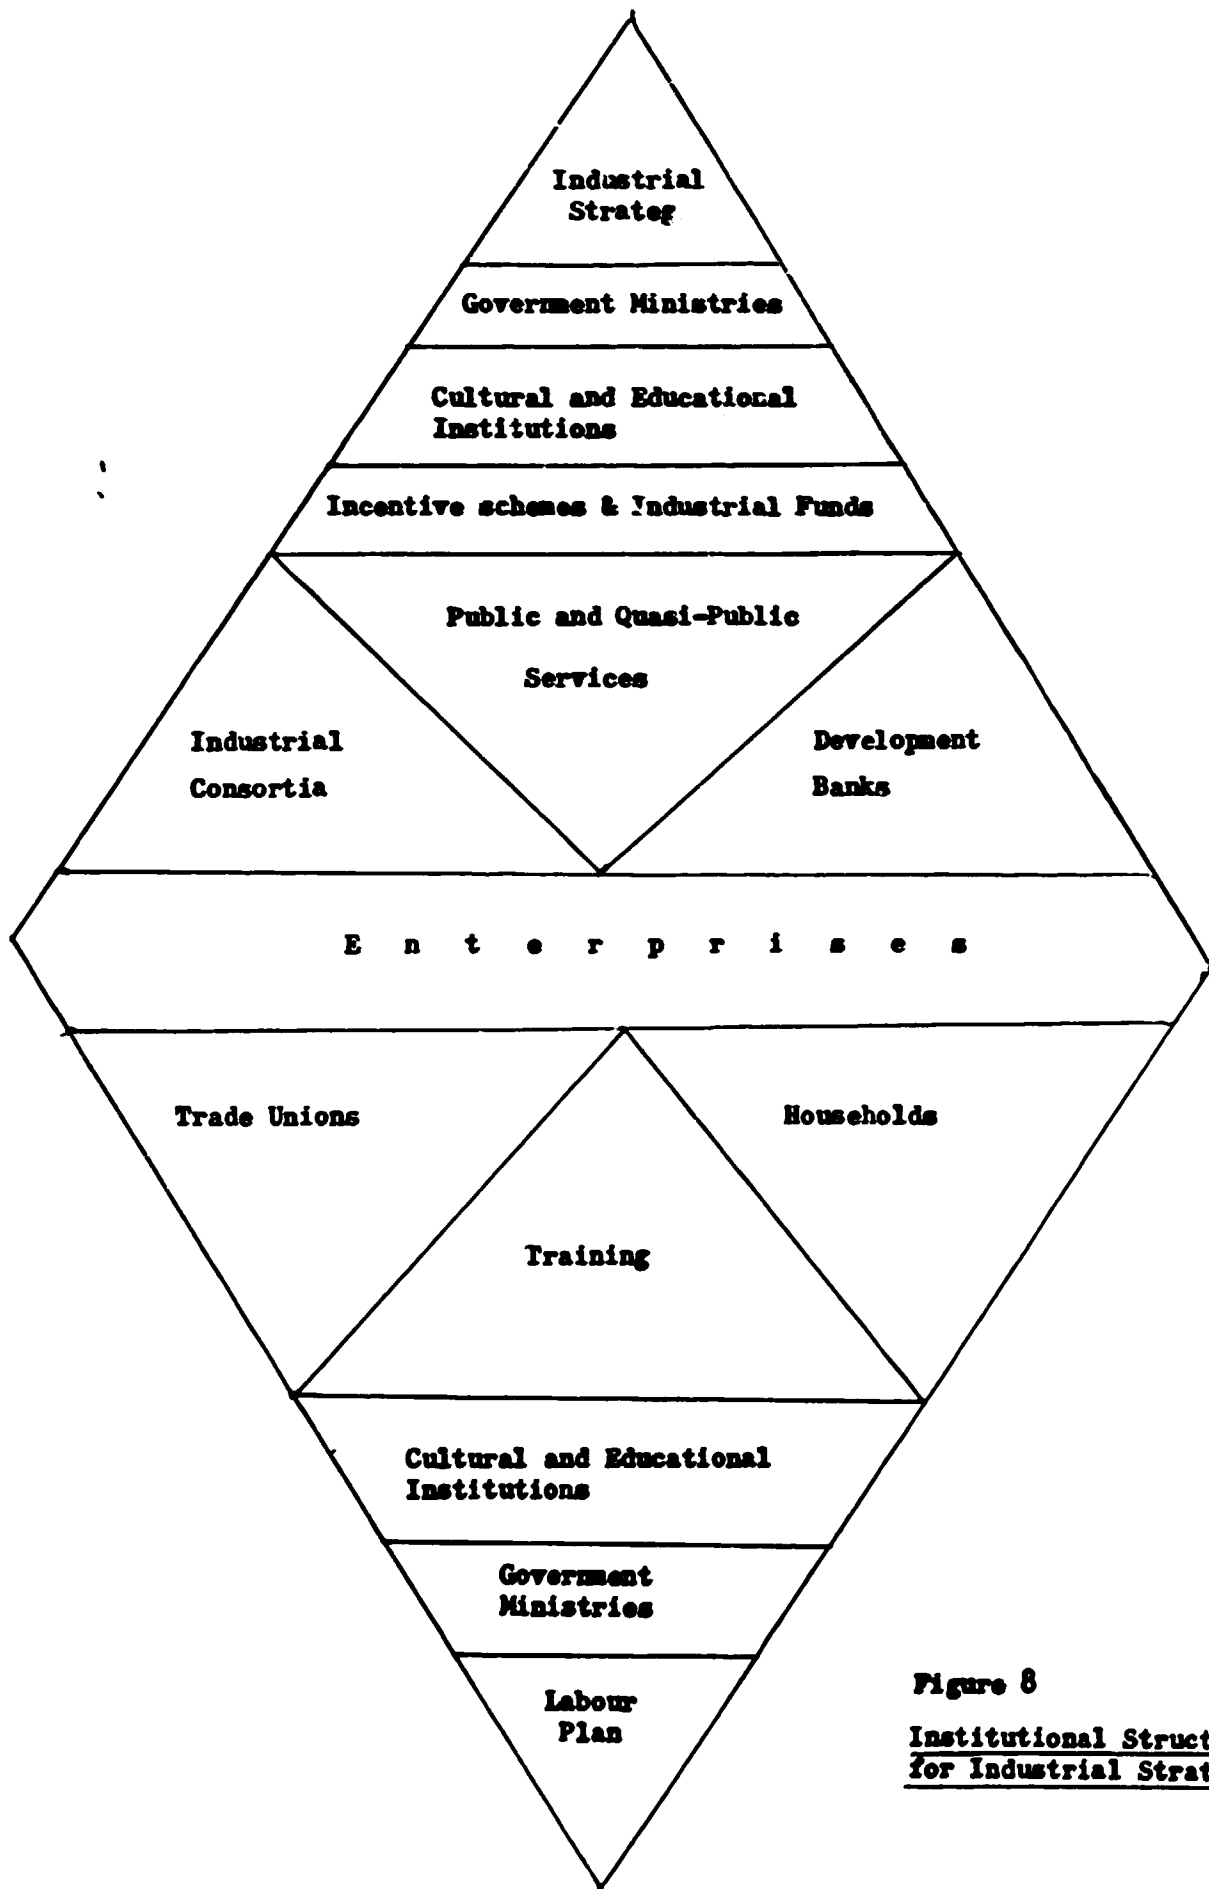 Industrial
Strateg
Government Ministries
Cultural and Educational
Institutions
Incentive schemes & Industrial Funds
Public and Quasi-Public
Services
Industrial
Consortia
Development
Banks
E n t e r p r i s e s
Trade Unions
Households
Training
Cultural and Educational
Institutions
Government
Ministries
Labour
Plan
Figure 8
Institutional Struct
for Industrial Strat